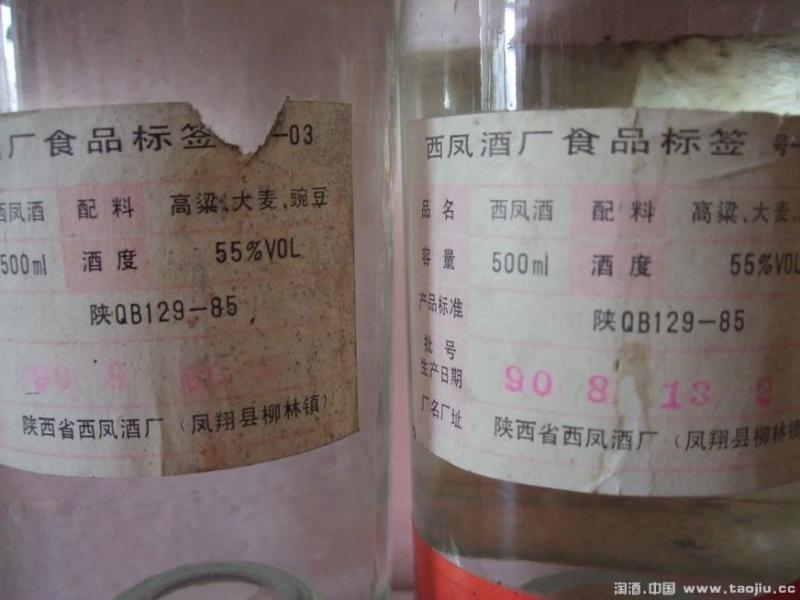 厂食品标签 -03
西凤酒 配料 高粱、大麦、豌豆
500ml 酒度 55%VOL
陕QB129-85
90 8
陕西省西凤酒厂（凤翔县柳林镇）
西凤酒厂食品标签 号-
品名 西凤酒 配料 高粱、大麦、
容量 500ml 酒度 55%VOL
产品标准 陕QB129-85
批号
生产日期 90 8 13 2
厂名厂址 陕西省西凤酒厂（凤翔县柳林镇
淘酒.中国 www.taojiu.cc